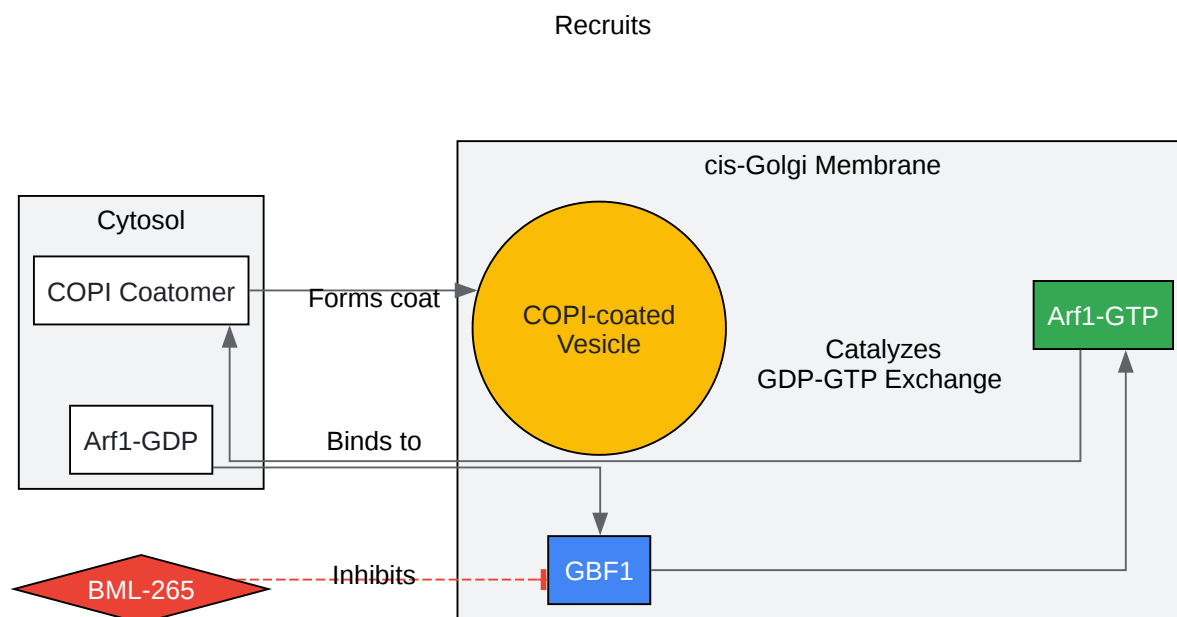 Recruits
cis-Golgi Membrane
Cytosol
COPI Coatomer
Forms coat
COPI-coated
Vesicle
Arf1-GTP
Catalyzes
GDP-GTP Exchange
Arf1-GDP
Binds to
GBF1
Inhibits
BML-265